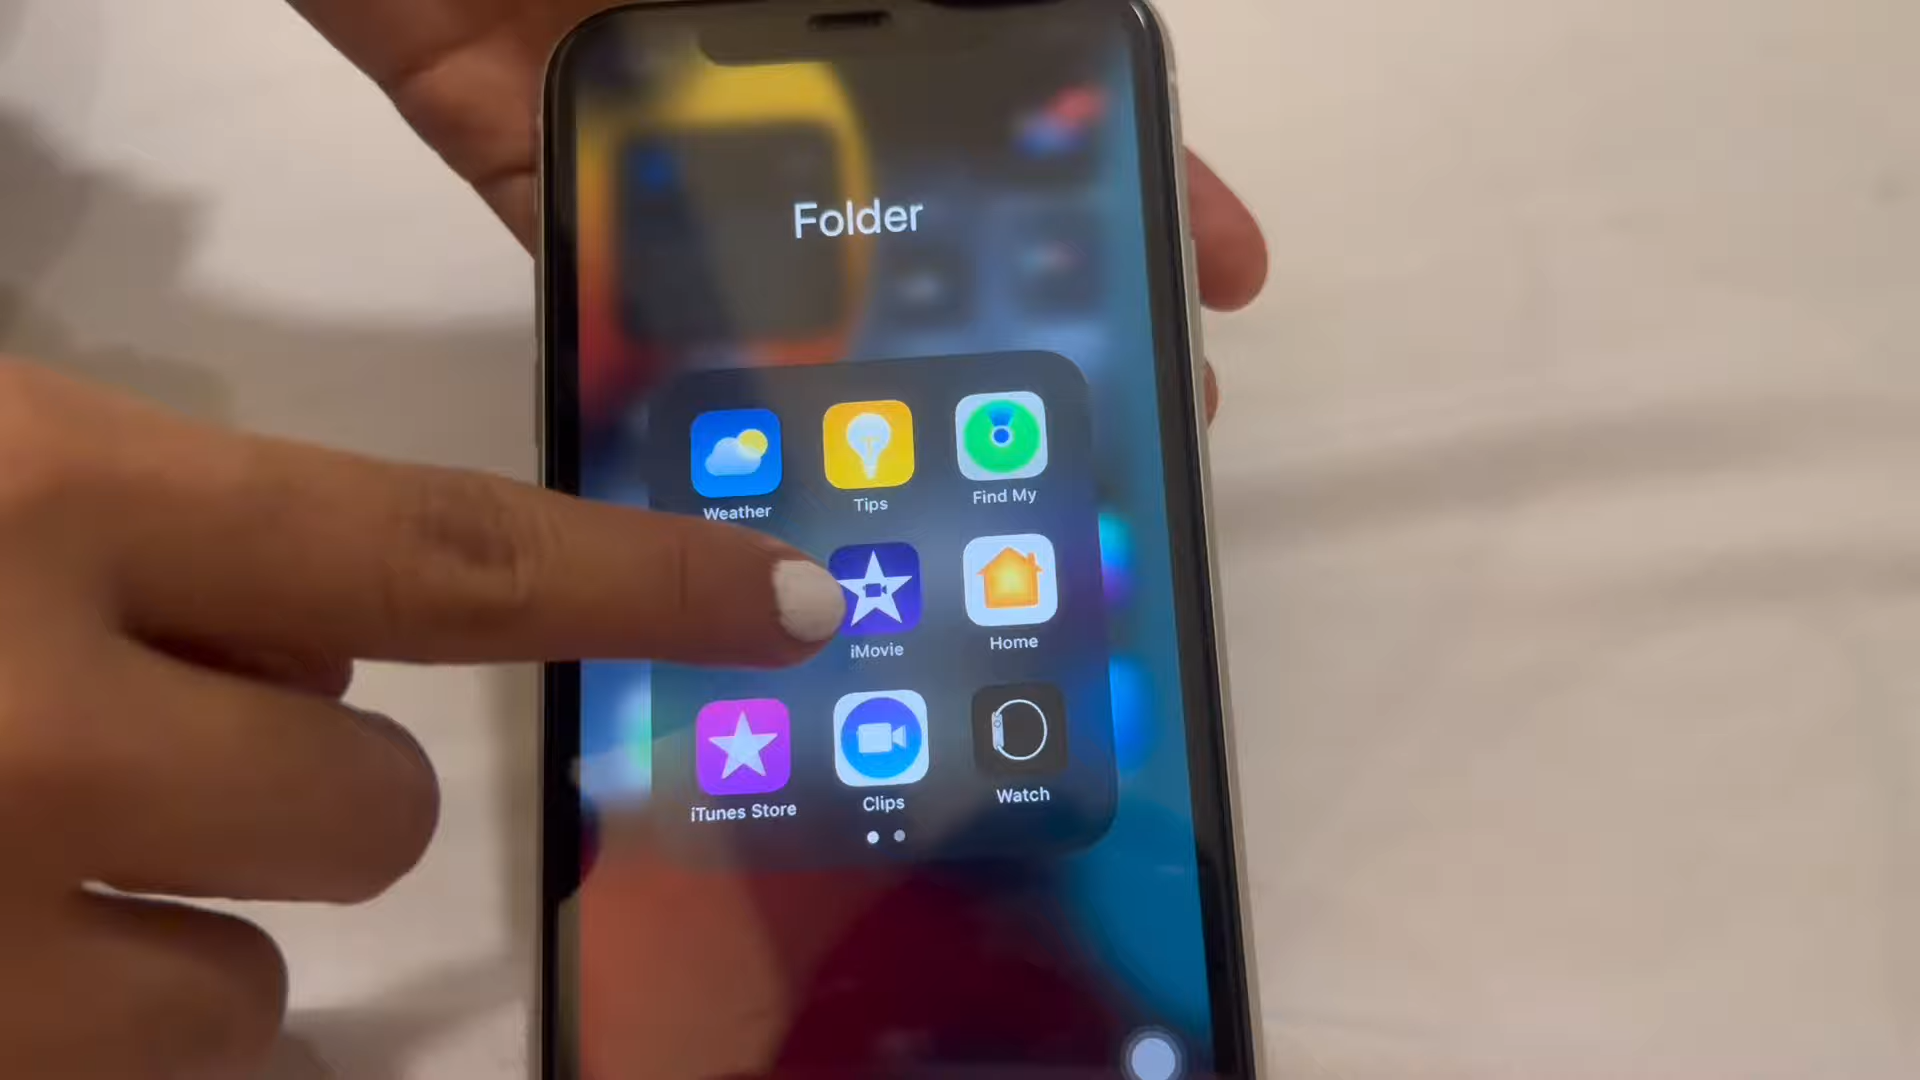 Folder
Weather
Tips
Find My
iMovie
Home
iTunes Store
Clips
Watch